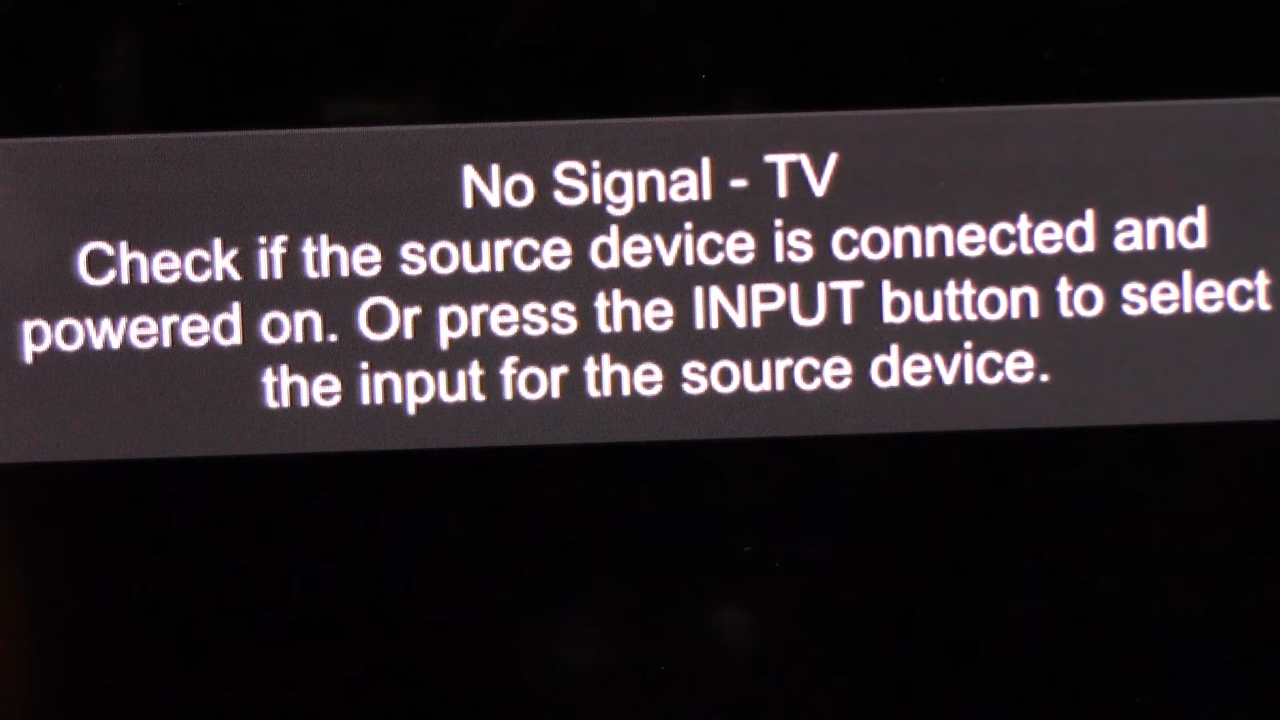 No Signal - TV
Check if the source device is connected and
powered on. Or press the INPUT button to select
the input for the source device.